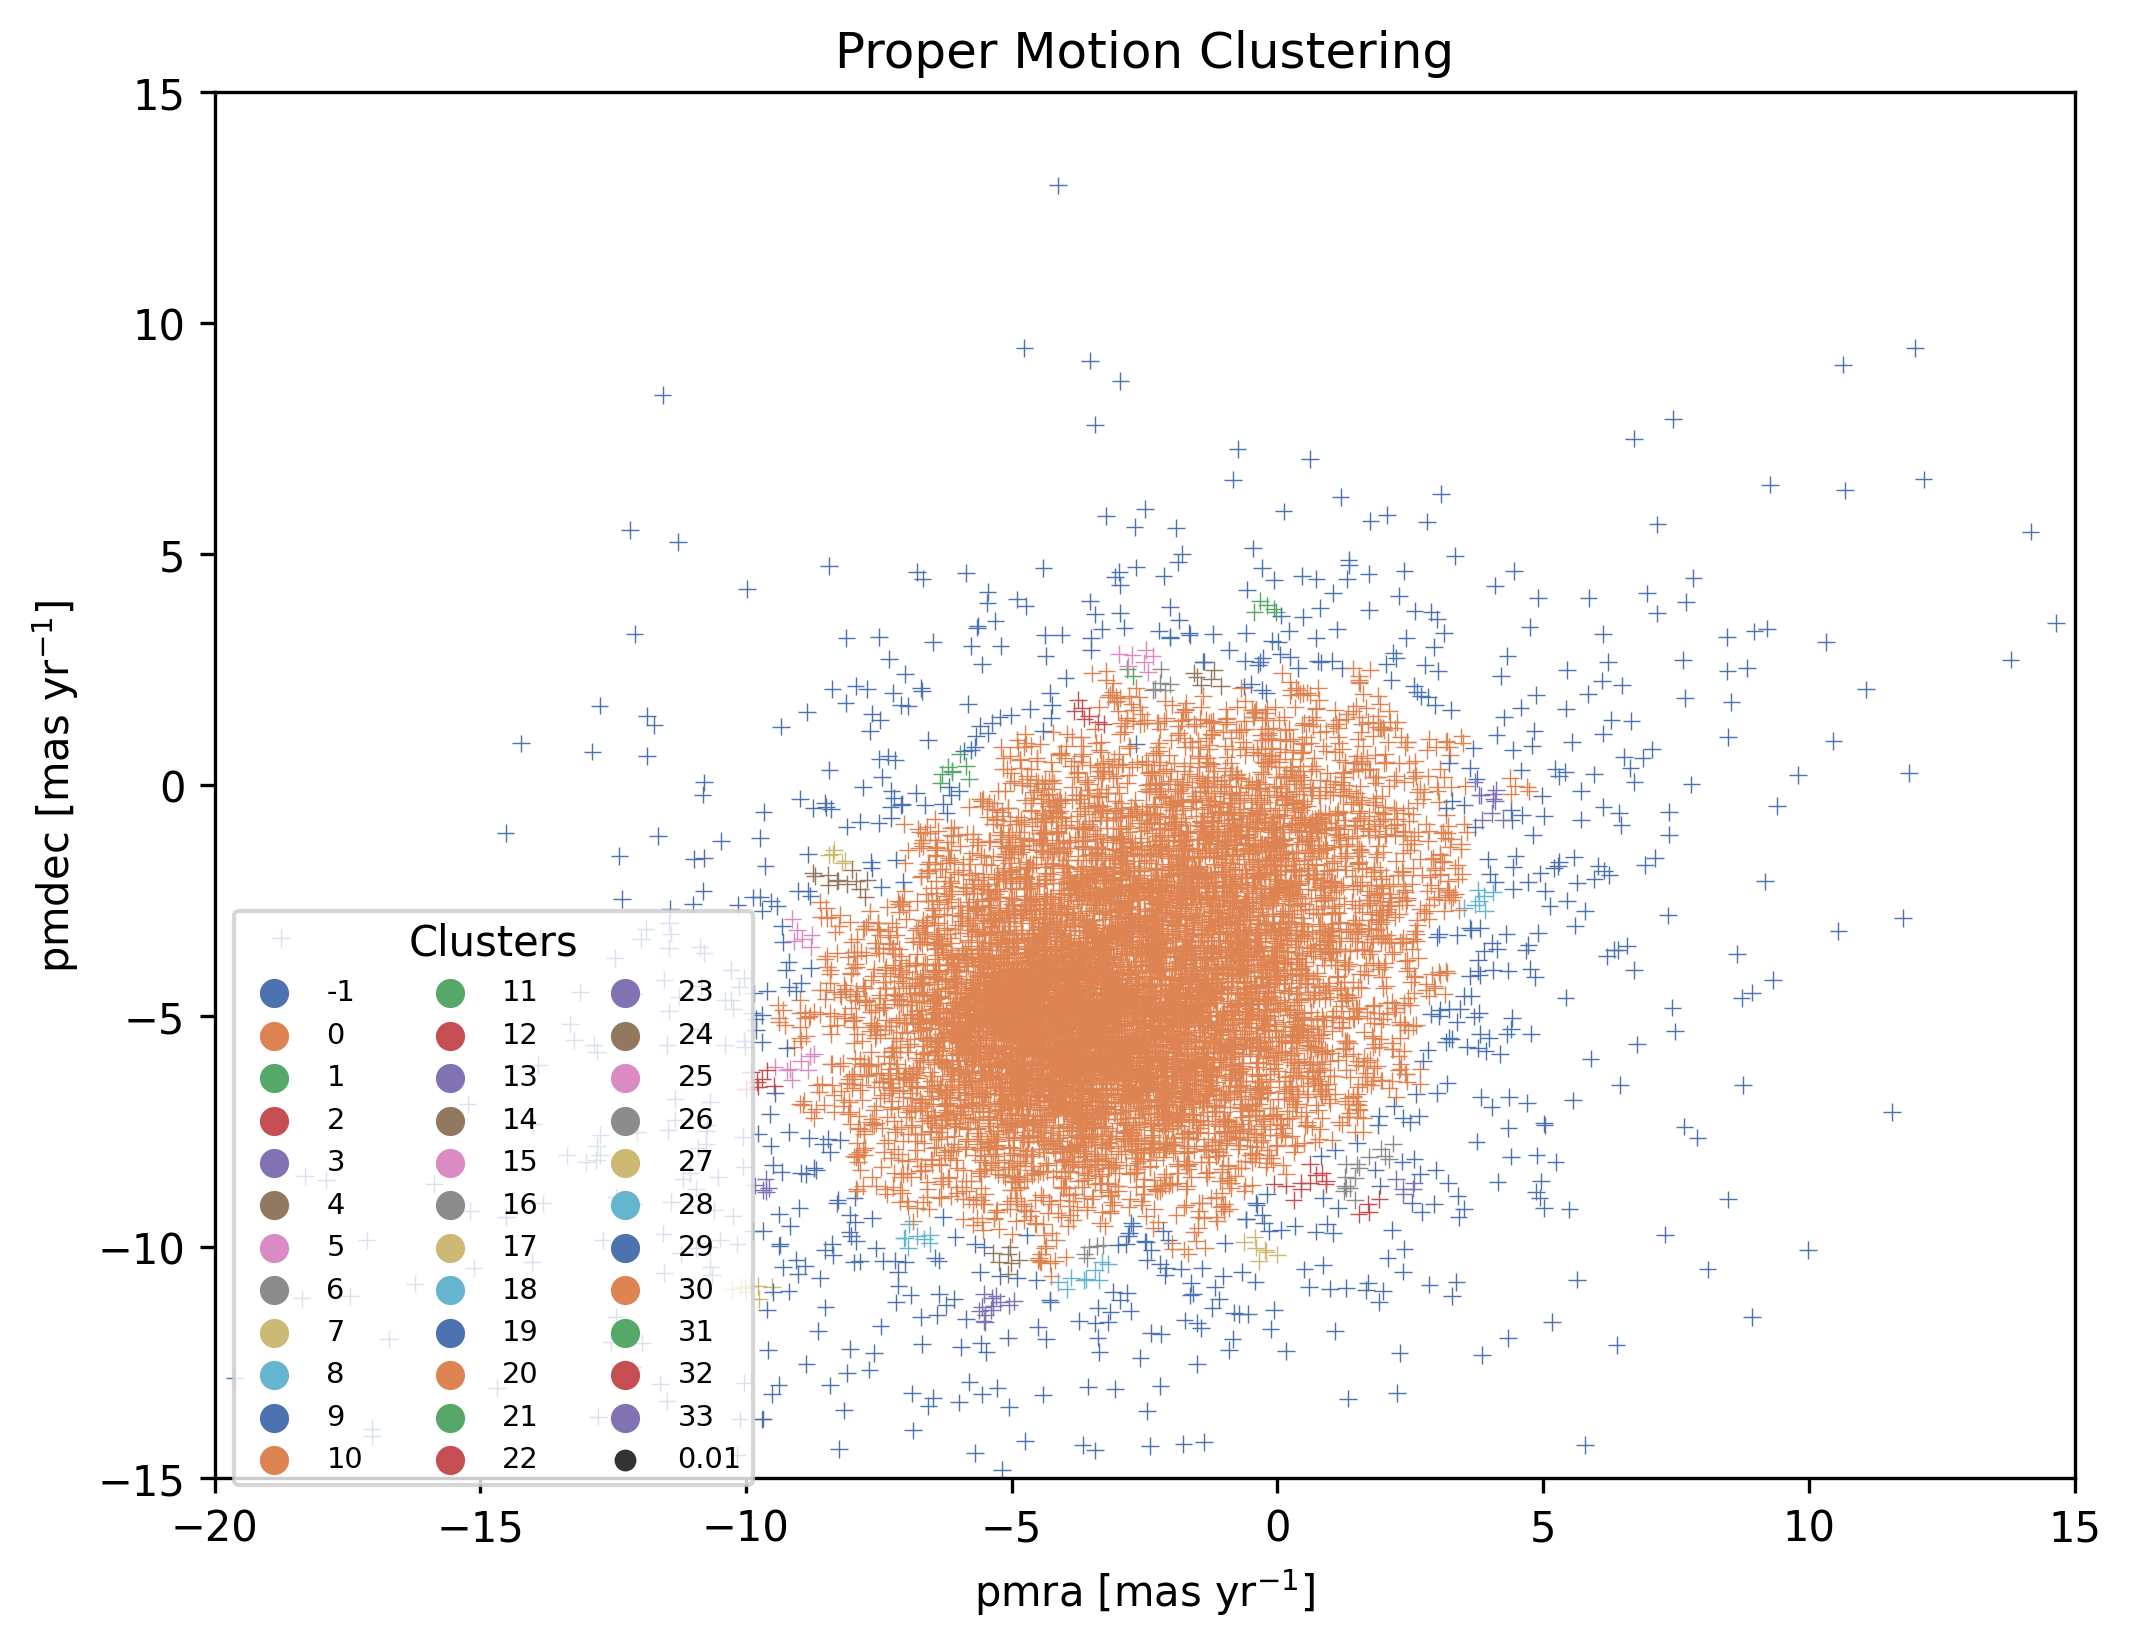 Proper Motion Clustering
15
10
5
0
−5
−10
−15
pmdec [mas yr⁻¹]
Clusters
-1 11 23
0 12 24
1 13 25
2 14 26
3 15 27
4 16 28
5 17 29
6 18 30
7 19 31
8 20 32
9 21 33
10 22 0.01
−20 −15 −10 −5 0 5 10 15
pmra [mas yr⁻¹]